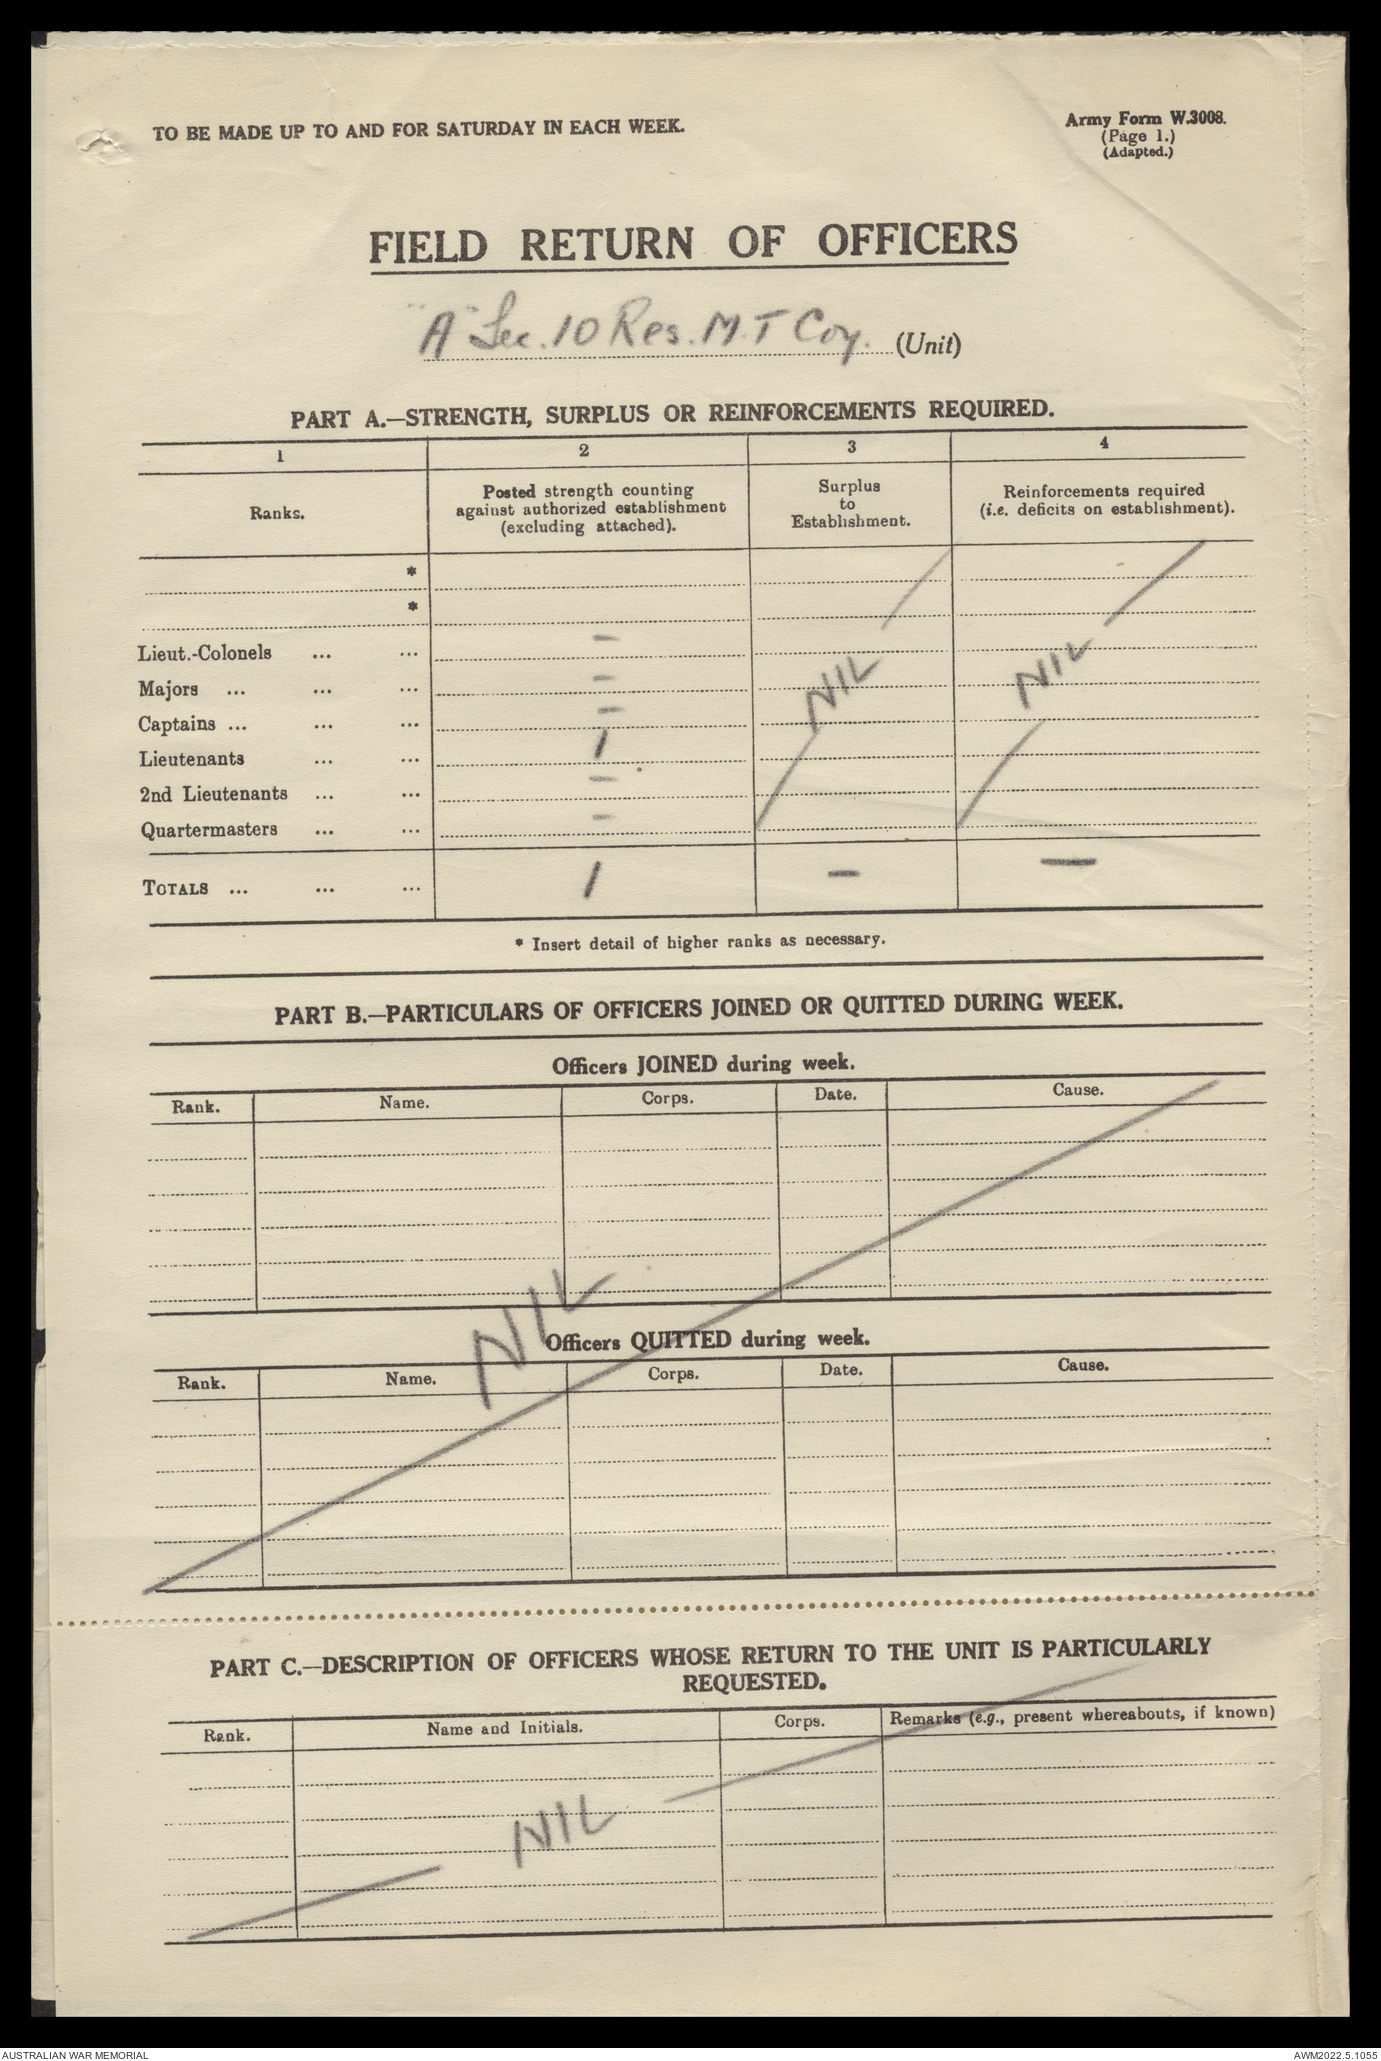 TO BE MADE UP TO AND FOR SATURDAY IN EACH WEEK.
Army Form W.3008.
(Page 1.)
(Adapted.)
FIELD RETURN OF OFFICERS
"A" Sec. 10 Res. M.T Coy. (Unit)
PART A.—STRENGTH, SURPLUS OR REINFORCEMENTS REQUIRED.
1 2 3 4
Ranks.
Posted strength counting
against authorized establishment
(excluding attached).
Surplus
to
Establishment.
Reinforcements required
(i.e. deficits on establishment).
*
*
Lieut.-Colonels ... ... –
Majors ... ... ... –
Captains ... ... ... –
Lieutenants ... ... 1
2nd Lieutenants ... ... –
Quartermasters ... ... –
NIL
NIL
TOTALS ... ... ... 1 – –
* Insert detail of higher ranks as necessary.
PART B.—PARTICULARS OF OFFICERS JOINED OR QUITTED DURING WEEK.
Officers JOINED during week.
Rank. Name. Corps. Date. Cause.
NIL
Officers QUITTED during week.
Rank. Name. Corps. Date. Cause.
PART C.—DESCRIPTION OF OFFICERS WHOSE RETURN TO THE UNIT IS PARTICULARLY
REQUESTED.
Rank. Name and Initials. Corps. Remarks (e.g., present whereabouts, if known)
NIL
AUSTRALIAN WAR MEMORIAL
AWM2022.5.1055